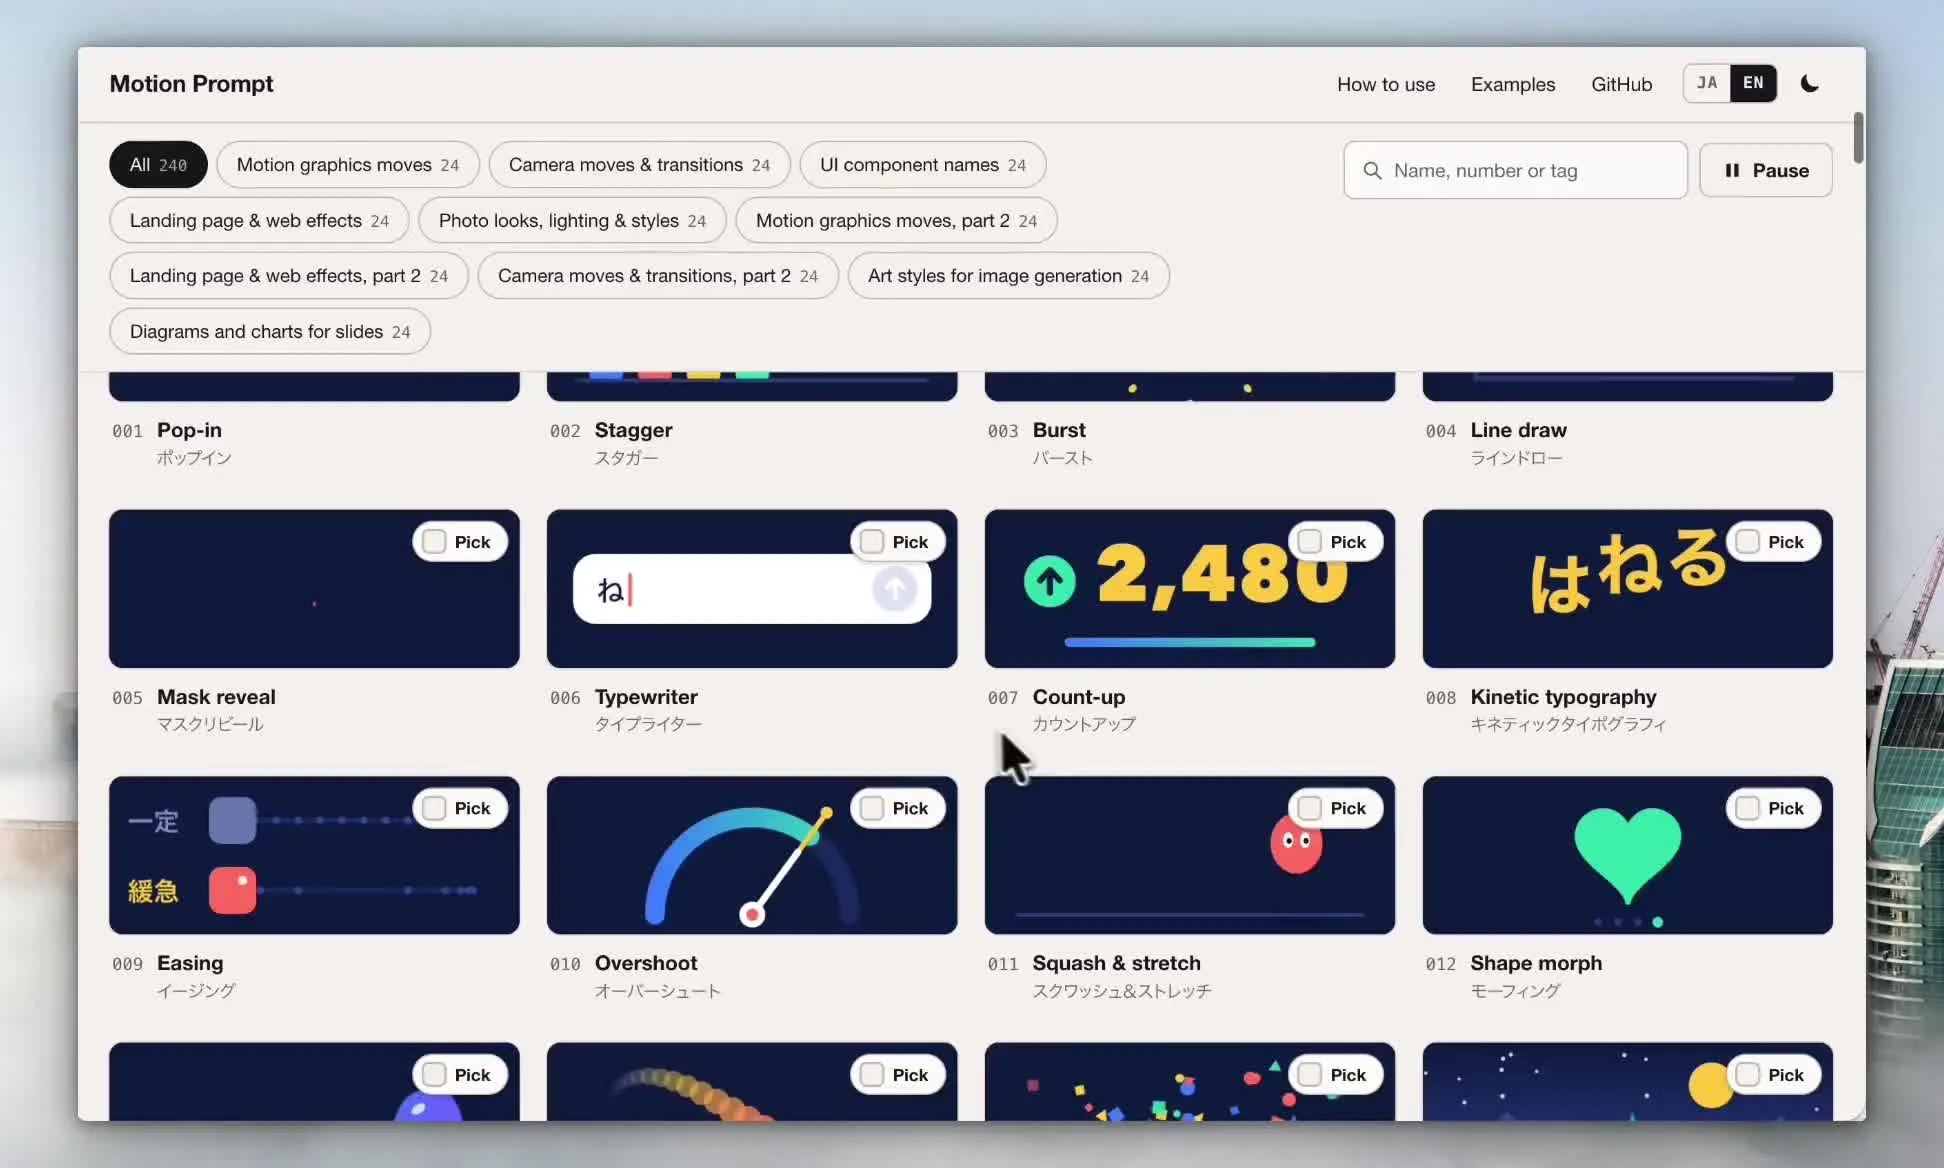 Motion Prompt
How to use
Examples
GitHub
JA
EN
All 240
Motion graphics moves 24
Camera moves & transitions 24
UI component names 24
Name, number or tag
Pause
Landing page & web effects 24
Photo looks, lighting & styles 24
Motion graphics moves, part 2 24
Landing page & web effects, part 2 24
Camera moves & transitions, part 2 24
Art styles for image generation 24
Diagrams and charts for slides 24
001 Pop-in
ポップイン
002 Stagger
スタガー
003 Burst
バースト
004 Line draw
ラインドロー
Pick
ね
Pick
2,480
Pick
はねる
Pick
005 Mask reveal
マスクリビール
006 Typewriter
タイプライター
007 Count-up
カウントアップ
008 Kinetic typography
キネティックタイポグラフィ
一定
Pick
緩急
Pick
Pick
Pick
009 Easing
イージング
010 Overshoot
オーバーシュート
011 Squash & stretch
スクワッシュ&ストレッチ
012 Shape morph
モーフィング
Pick
Pick
Pick
Pick